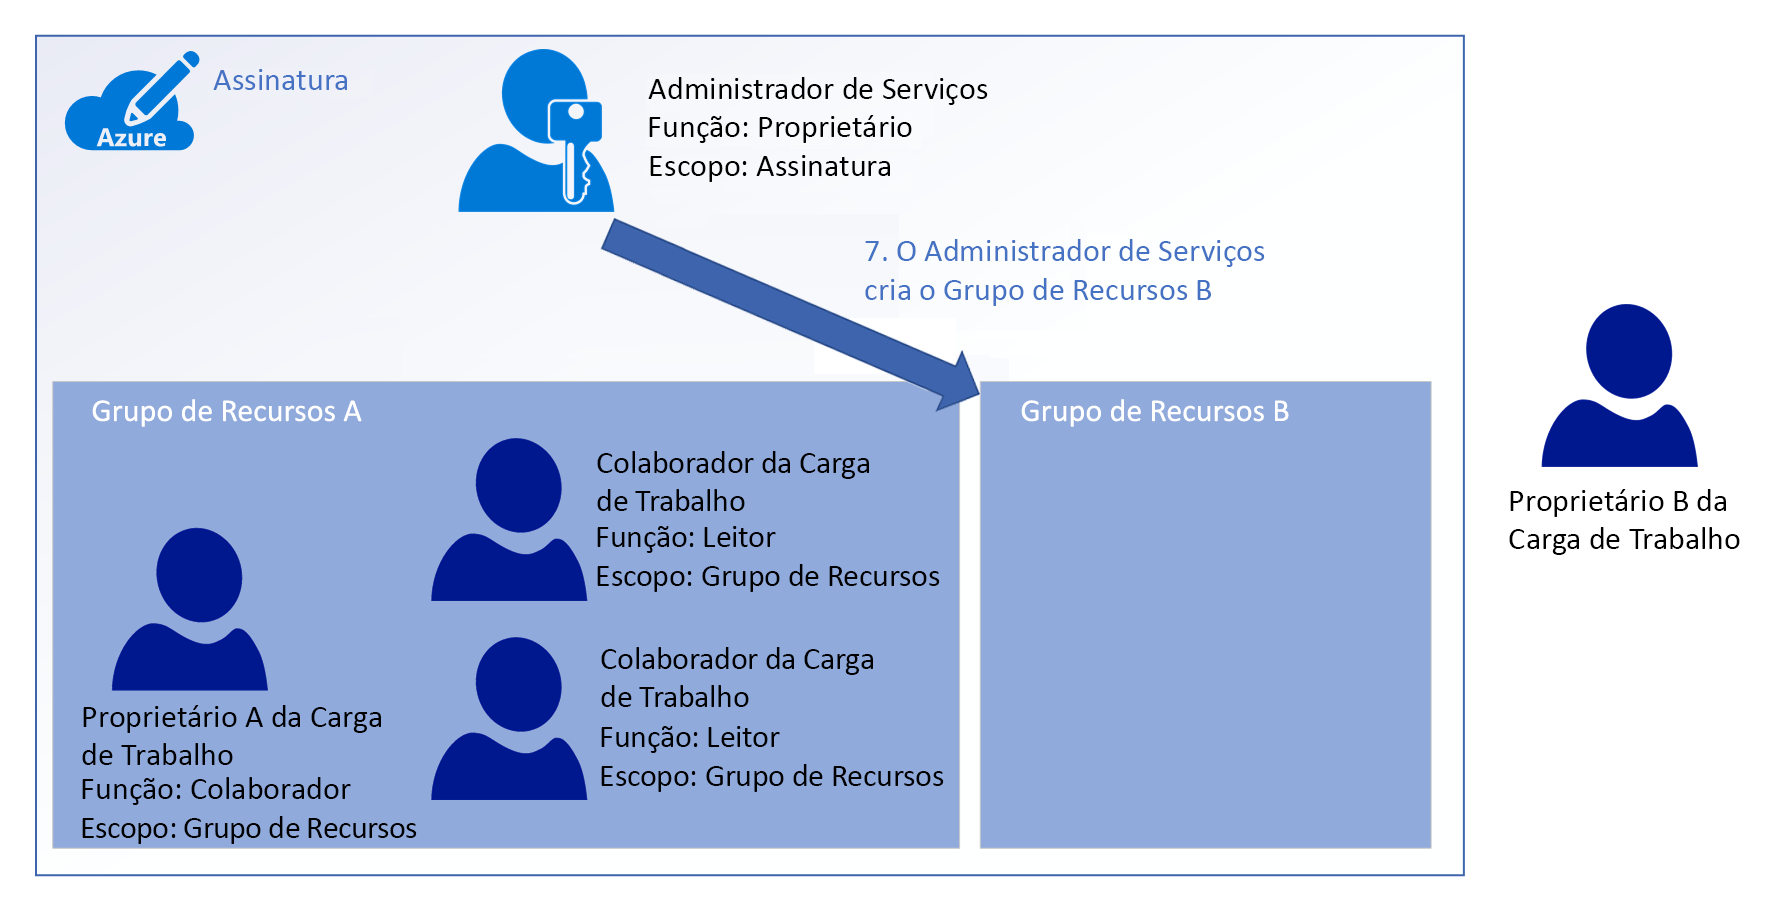 Azure
Assinatura
Administrador de Serviços
Função: Proprietário
Escopo: Assinatura
7. O Administrador de Serviços
cria o Grupo de Recursos B
Grupo de Recursos A
Colaborador da Carga
de Trabalho
Função: Leitor
Escopo: Grupo de Recursos
Colaborador da Carga
de Trabalho
Função: Leitor
Escopo: Grupo de Recursos
Proprietário A da Carga
de Trabalho
Função: Colaborador
Escopo: Grupo de Recursos
Grupo de Recursos B
Proprietário B da
Carga de Trabalho